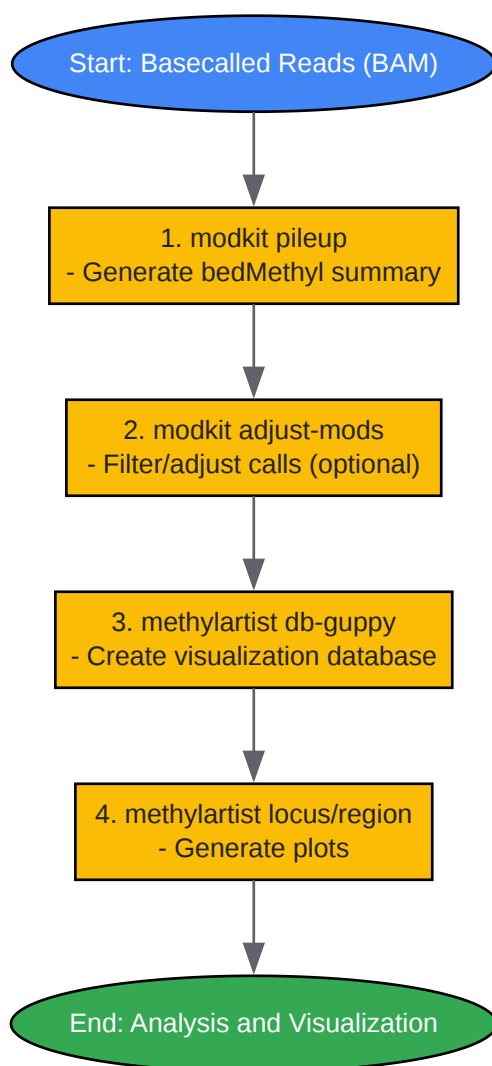 Start: Basecalled Reads (BAM)
1. modkit pileup
- Generate bedMethyl summary
2. modkit adjust-mods
- Filter/adjust calls (optional)
3. methylartist db-guppy
- Create visualization database
4. methylartist locus/region
- Generate plots
End: Analysis and Visualization